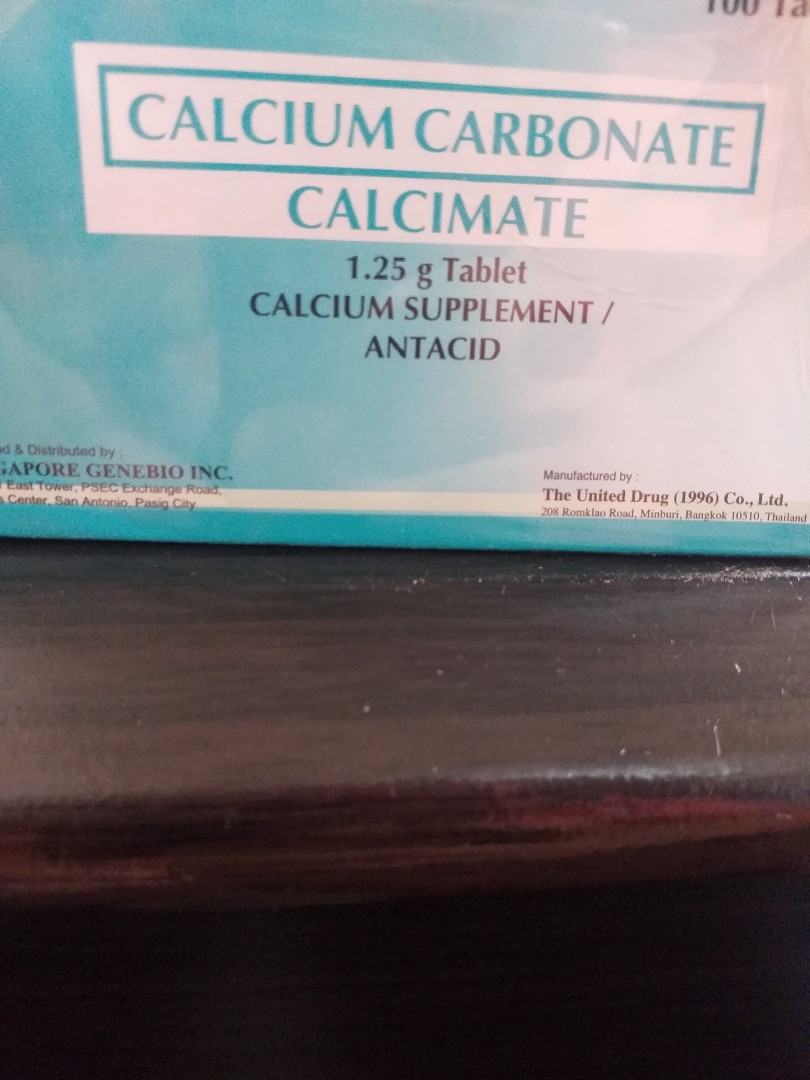 100 Ta
CALCIUM CARBONATE
CALCIMATE
1.25 g Tablet
CALCIUM SUPPLEMENT /
ANTACID
d & Distributed by :
GAPORE GENEBIO INC.
East Tower, PSEC Exchange Road,
s Center, San Antonio, Pasig City
Manufactured by :
The United Drug (1996) Co., Ltd.
208 Romklao Road, Minburi, Bangkok 10510, Thailand